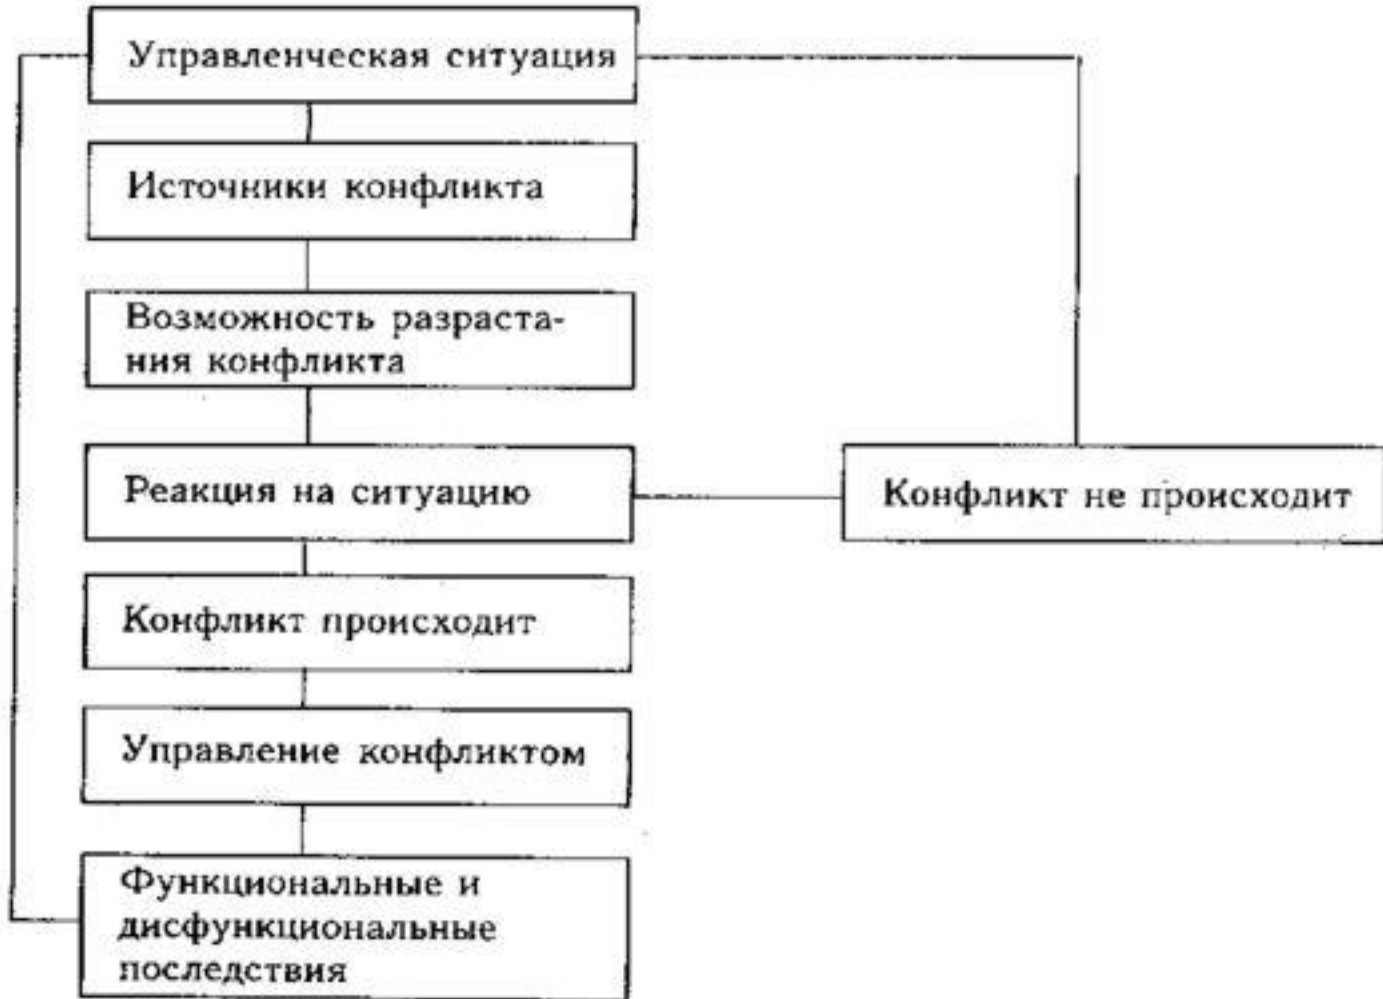 Управленческая ситуация
Источники конфликта
Возможность разраста-
ния конфликта
Реакция на ситуацию
Конфликт не происходит
Конфликт происходит
Управление конфликтом
Функциональные и
дисфункциональные
последствия